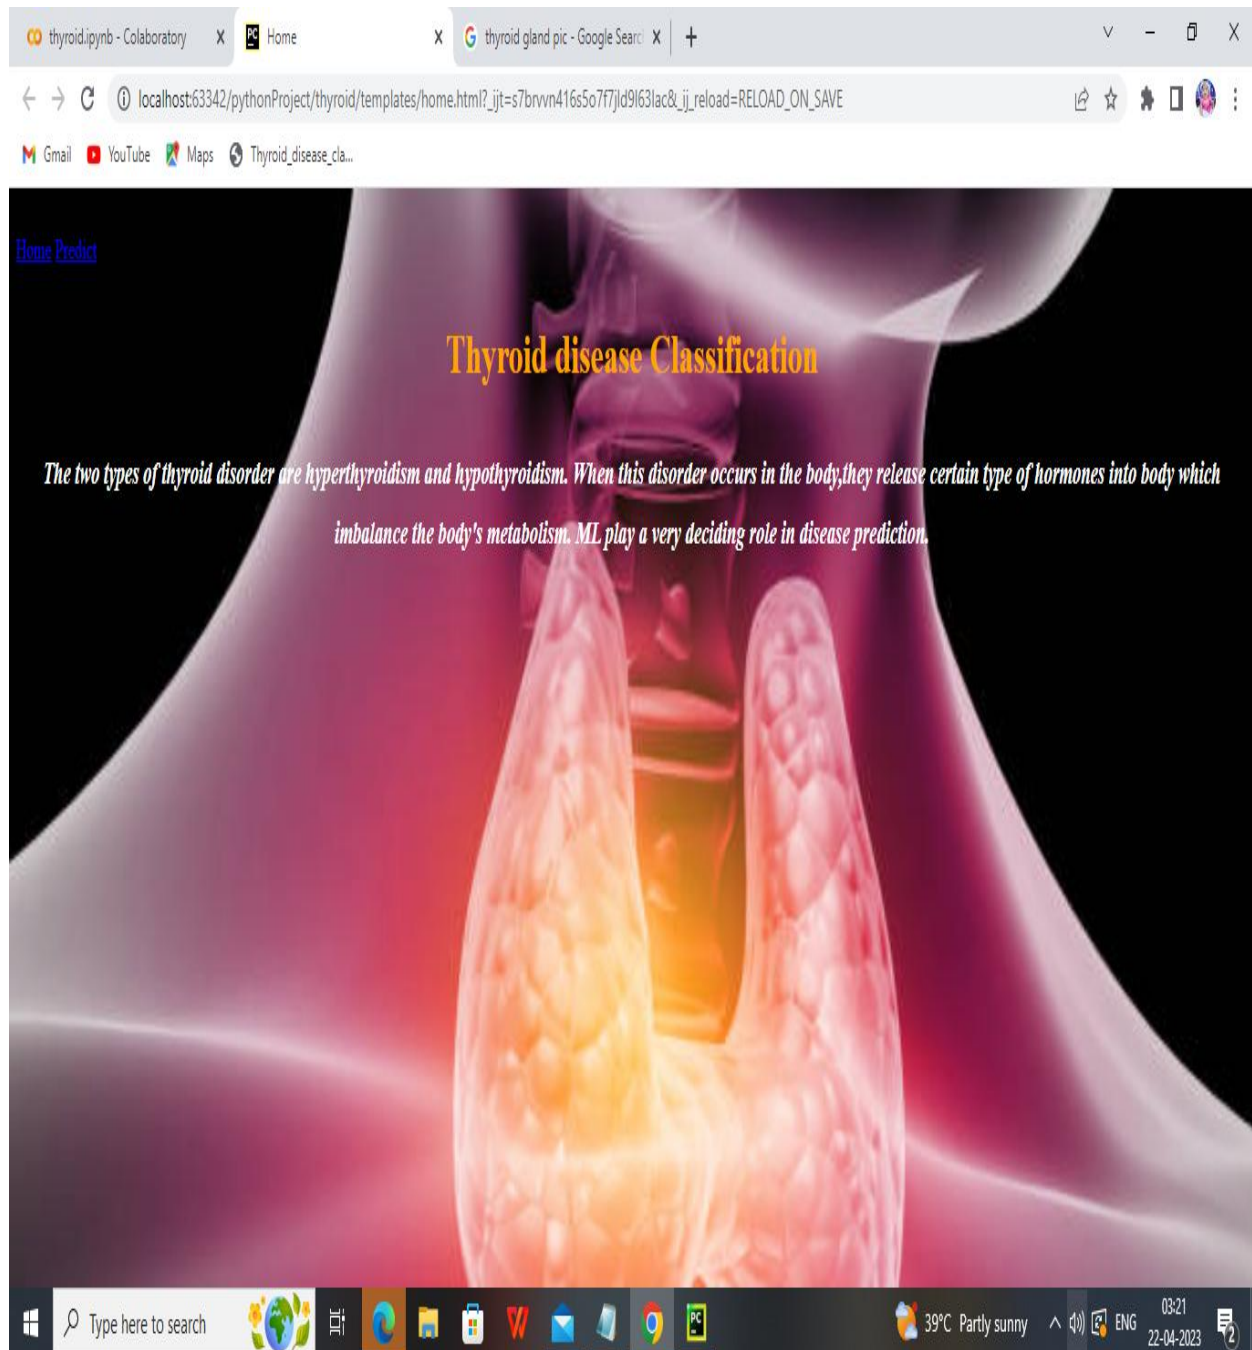 thyroid.ipynb - Colaboratory
Home
thyroid gland pic - Google Searc
localhost:63342/pythonProject/thyroid/templates/home.html?_ijt=s7brvvn416s5o7f7jld9l63lac&_ij_reload=RELOAD_ON_SAVE
Gmail YouTube Maps Thyroid_disease_cla...
Home Predict
Thyroid disease Classification
The two types of thyroid disorder are hyperthyroidism and hypothyroidism. When this disorder occurs in the body,they release certain type of hormones into body which
imbalance the body's metabolism. ML play a very deciding role in disease prediction.
Type here to search
39°C Partly sunny
ENG
03:21
22-04-2023
2